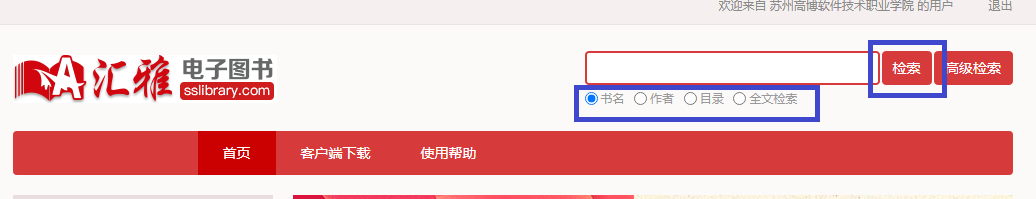 欢迎来自 苏州高博软件技术职业学院 的用户 退出
汇雅 电子图书
sslibrary.com
检索 高级检索
书名 作者 目录 全文检索
首页 客户端下载 使用帮助